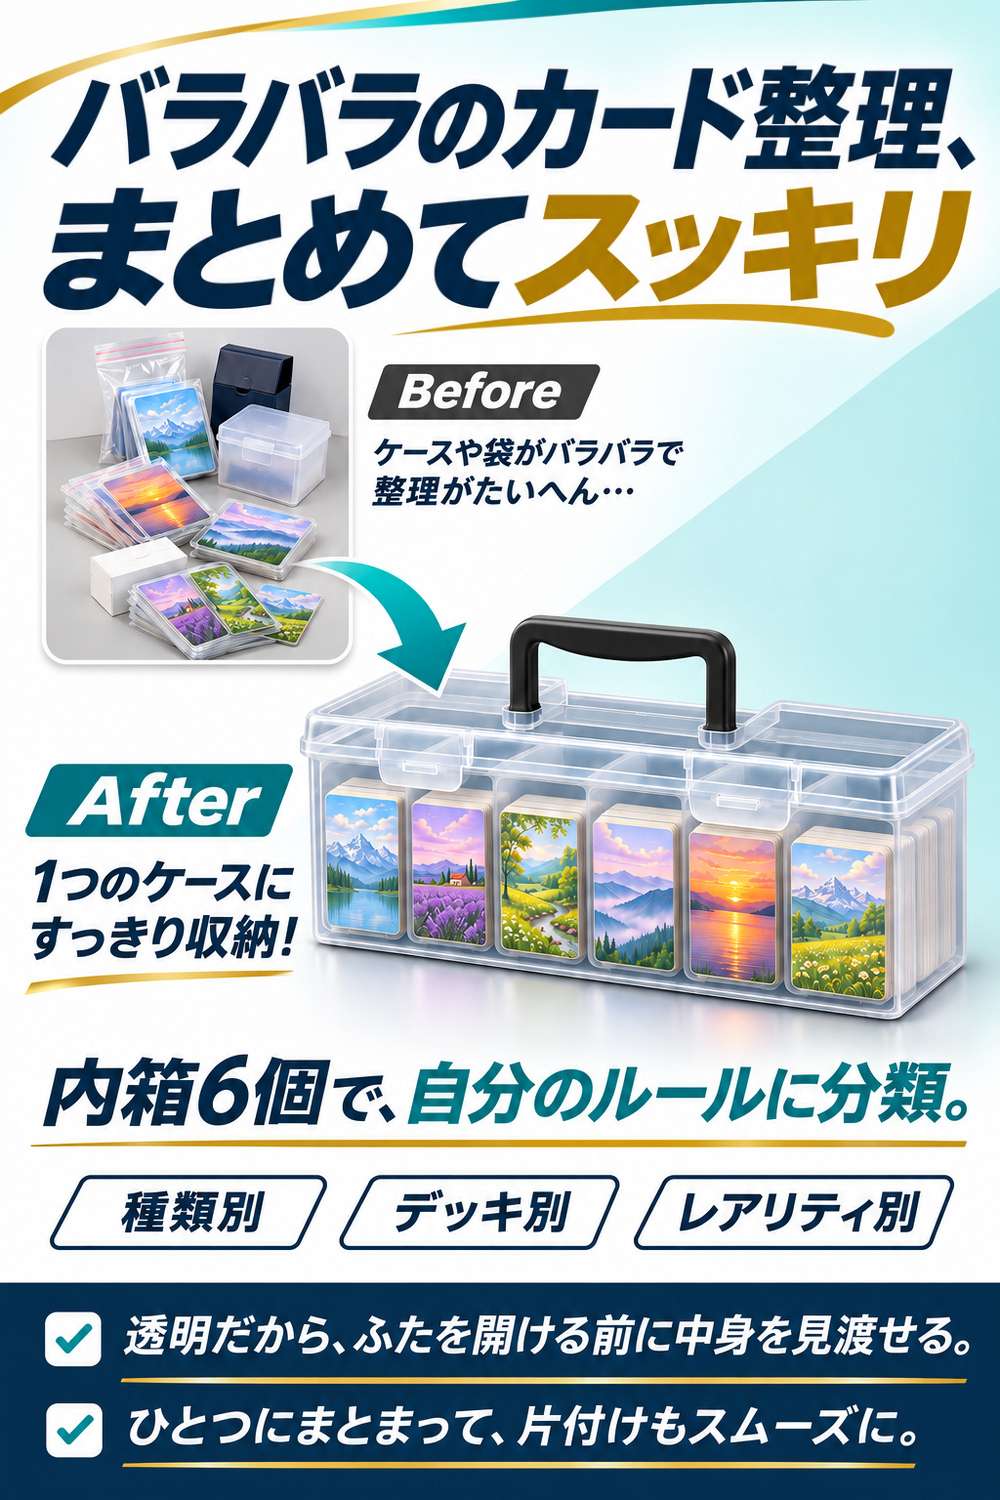 バラバラのカード整理、
まとめてスッキリ
Before
ケースや袋がバラバラで
整理がたいへん…
After
1つのケースに
すっきり収納!
内箱6個で、自分のルールに分類。
種類別
デッキ別
レアリティ別
透明だから、ふたを開ける前に中身を見渡せる。
ひとつにまとまって、片付けもスムーズに。